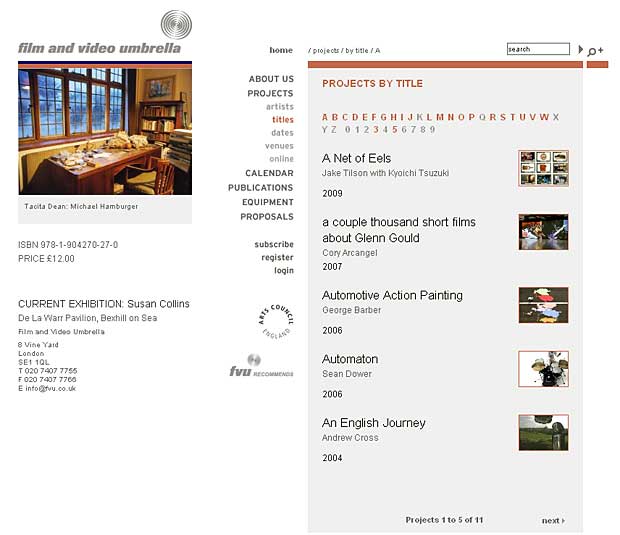 film and video umbrella
home
/ projects / by title / A
search
Tacita Dean: Michael Hamburger
ISBN 978-1-904270-27-0
PRICE £12.00
CURRENT EXHIBITION: Susan Collins
De La Warr Pavilion, Bexhill on Sea
Film and Video Umbrella
8 Vine Yard
London
SE1 1QL
T 020 7407 7755
F 020 7407 7766
E info@fvu.co.uk
ABOUT US
PROJECTS
artists
titles
dates
venues
online
CALENDAR
PUBLICATIONS
EQUIPMENT
PROPOSALS
subscribe
register
login
ARTS COUNCIL
ENGLAND
fvu RECOMMENDS
PROJECTS BY TITLE
A B C D E F G H I J K L M N O P Q R S T U V W X
Y Z 0 1 2 3 4 5 6 7 8 9
A Net of Eels
Jake Tilson with Kyoichi Tsuzuki
2009
a couple thousand short films
about Glenn Gould
Cory Arcangel
2007
Automotive Action Painting
George Barber
2006
Automaton
Sean Dower
2006
An English Journey
Andrew Cross
2004
Projects 1 to 5 of 11
next ›